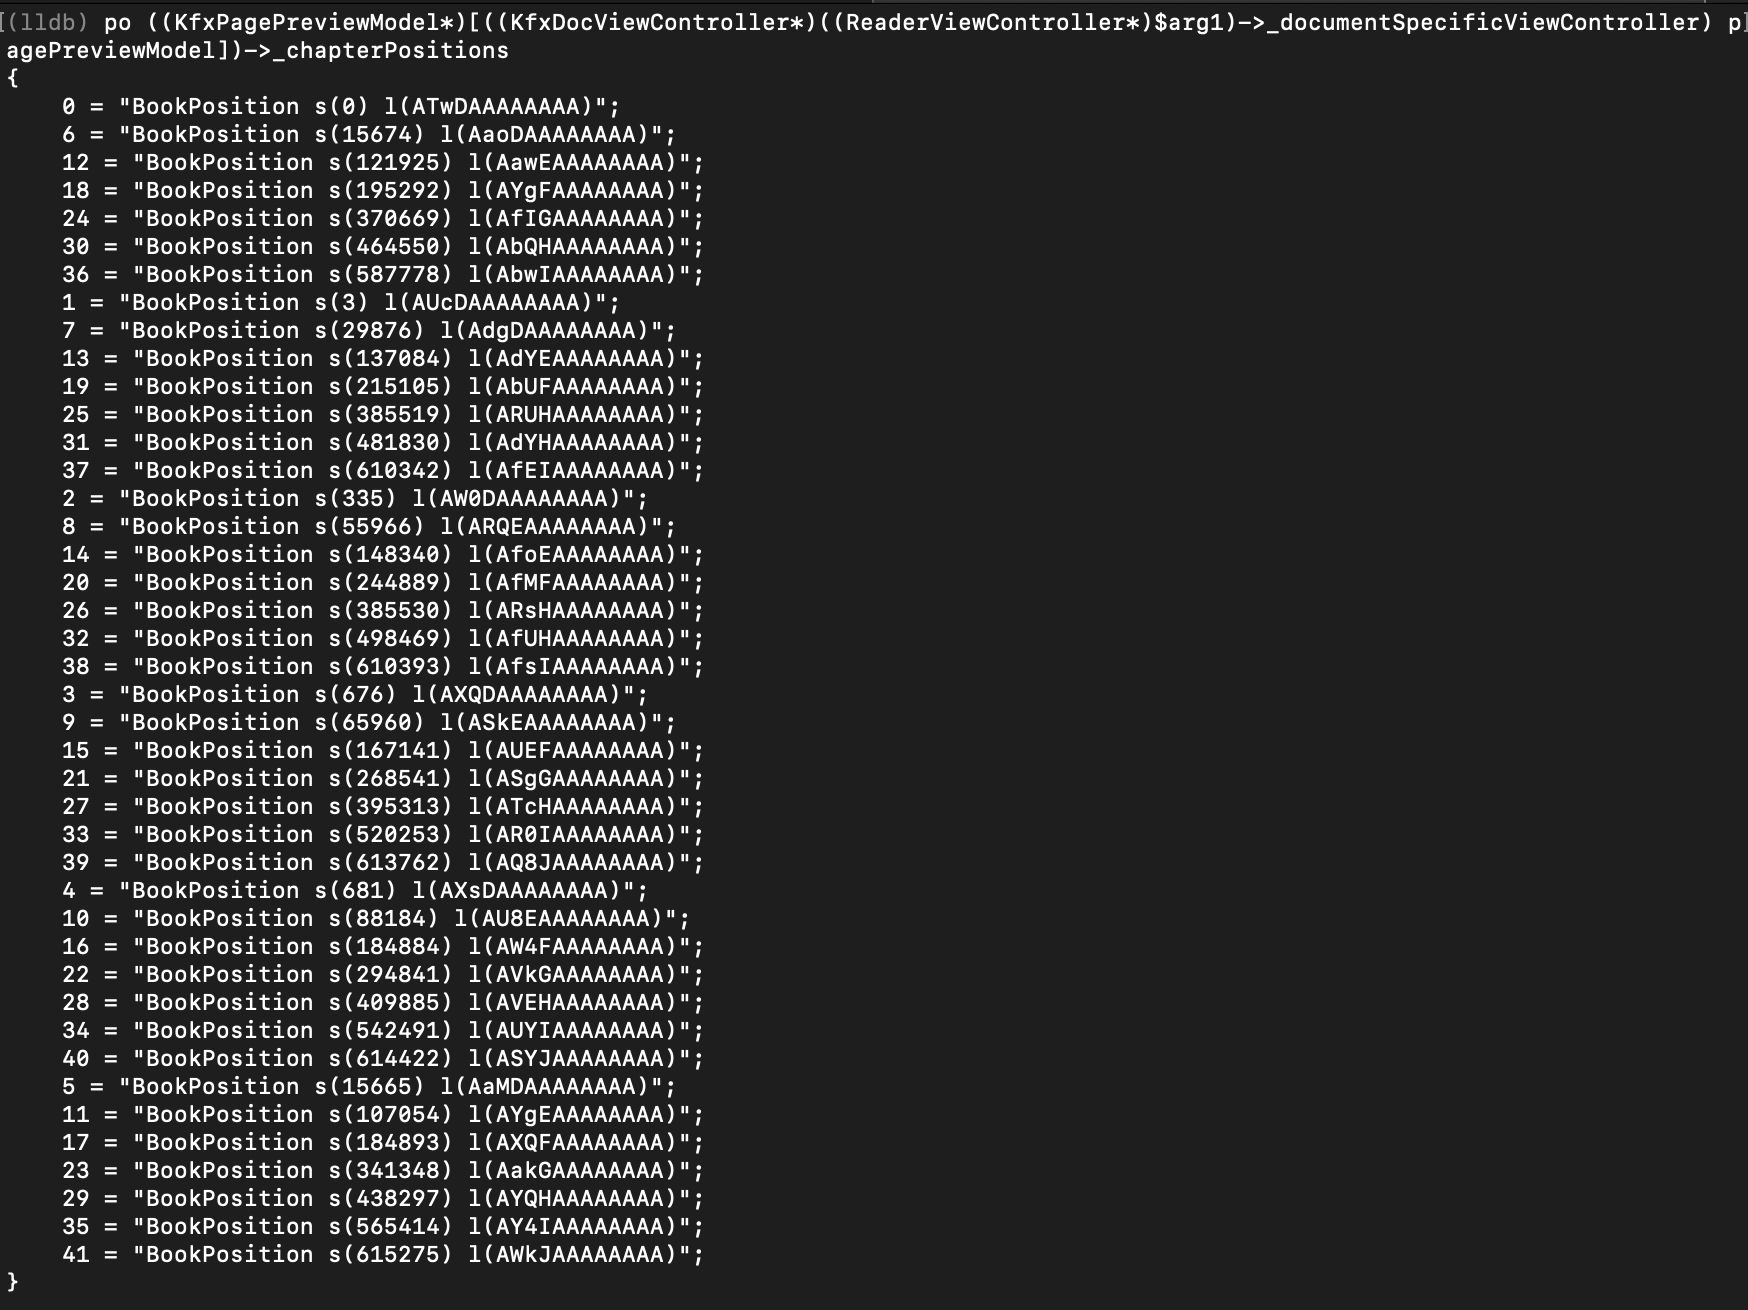 [(lldb) po ((KfxPagePreviewModel*)[((KfxDocViewController*)((ReaderViewController*)$arg1)->_documentSpecificViewController) p]
agePreviewModel])->_chapterPositions
{
    0 = "BookPosition s(0) l(ATwDAAAAAAAA)";
    6 = "BookPosition s(15674) l(AaoDAAAAAAAA)";
    12 = "BookPosition s(121925) l(AawEAAAAAAAA)";
    18 = "BookPosition s(195292) l(AYgFAAAAAAAA)";
    24 = "BookPosition s(370669) l(AfIGAAAAAAAA)";
    30 = "BookPosition s(464550) l(AbQHAAAAAAAA)";
    36 = "BookPosition s(587778) l(AbwIAAAAAAAA)";
    1 = "BookPosition s(3) l(AUcDAAAAAAAA)";
    7 = "BookPosition s(29876) l(AdgDAAAAAAAA)";
    13 = "BookPosition s(137084) l(AdYEAAAAAAAA)";
    19 = "BookPosition s(215105) l(AbUFAAAAAAAA)";
    25 = "BookPosition s(385519) l(ARUHAAAAAAAA)";
    31 = "BookPosition s(481830) l(AdYHAAAAAAAA)";
    37 = "BookPosition s(610342) l(AfEIAAAAAAAA)";
    2 = "BookPosition s(335) l(AW0DAAAAAAAA)";
    8 = "BookPosition s(55966) l(ARQEAAAAAAAA)";
    14 = "BookPosition s(148340) l(AfoEAAAAAAAA)";
    20 = "BookPosition s(244889) l(AfMFAAAAAAAA)";
    26 = "BookPosition s(385530) l(ARsHAAAAAAAA)";
    32 = "BookPosition s(498469) l(AfUHAAAAAAAA)";
    38 = "BookPosition s(610393) l(AfsIAAAAAAAA)";
    3 = "BookPosition s(676) l(AXQDAAAAAAAA)";
    9 = "BookPosition s(65960) l(ASkEAAAAAAAA)";
    15 = "BookPosition s(167141) l(AUEFAAAAAAAA)";
    21 = "BookPosition s(268541) l(ASgGAAAAAAAA)";
    27 = "BookPosition s(395313) l(ATcHAAAAAAAA)";
    33 = "BookPosition s(520253) l(AR0IAAAAAAAA)";
    39 = "BookPosition s(613762) l(AQ8JAAAAAAAA)";
    4 = "BookPosition s(681) l(AXsDAAAAAAAA)";
    10 = "BookPosition s(88184) l(AU8EAAAAAAAA)";
    16 = "BookPosition s(184884) l(AW4FAAAAAAAA)";
    22 = "BookPosition s(294841) l(AVkGAAAAAAAA)";
    28 = "BookPosition s(409885) l(AVEHAAAAAAAA)";
    34 = "BookPosition s(542491) l(AUYIAAAAAAAA)";
    40 = "BookPosition s(614422) l(ASYJAAAAAAAA)";
    5 = "BookPosition s(15665) l(AaMDAAAAAAAA)";
    11 = "BookPosition s(107054) l(AYgEAAAAAAAA)";
    17 = "BookPosition s(184893) l(AXQFAAAAAAAA)";
    23 = "BookPosition s(341348) l(AakGAAAAAAAA)";
    29 = "BookPosition s(438297) l(AYQHAAAAAAAA)";
    35 = "BookPosition s(565414) l(AY4IAAAAAAAA)";
    41 = "BookPosition s(615275) l(AWkJAAAAAAAA)";
}